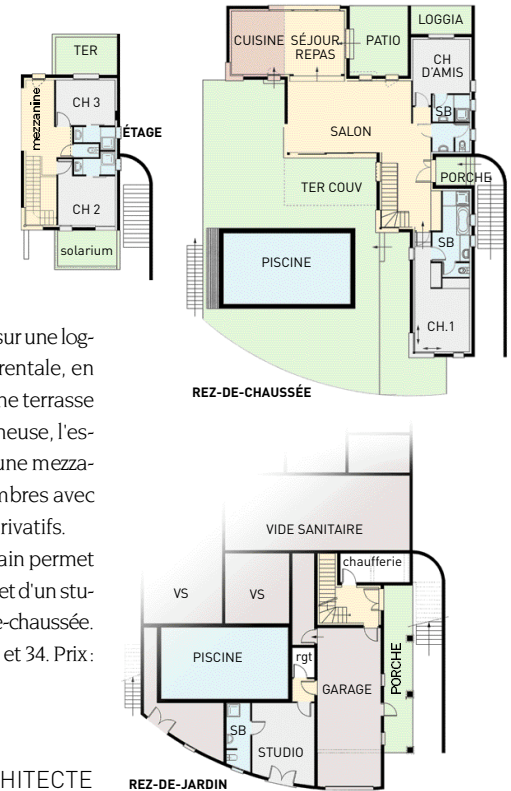 TER
CH 3
mezzanine
ÉTAGE
CH 2
solarium
LOGGIA
CUISINE
SÉJOUR
REPAS
PATIO
CH
D'AMIS
SB
SALON
PORCHE
TER COUV
SB
PISCINE
CH.1
REZ-DE-CHAUSSÉE
sur une log-
rentale, en
ne terrasse
neuse, l'es-
une mezza-
mbres avec
rivatifs.
ain permet
et d'un stu-
e-chaussée.
et 34. Prix :
HITECTE
VIDE SANITAIRE
chaufferie
VS
VS
PISCINE
rgt
GARAGE
PORCHE
SB
STUDIO
REZ-DE-JARDIN